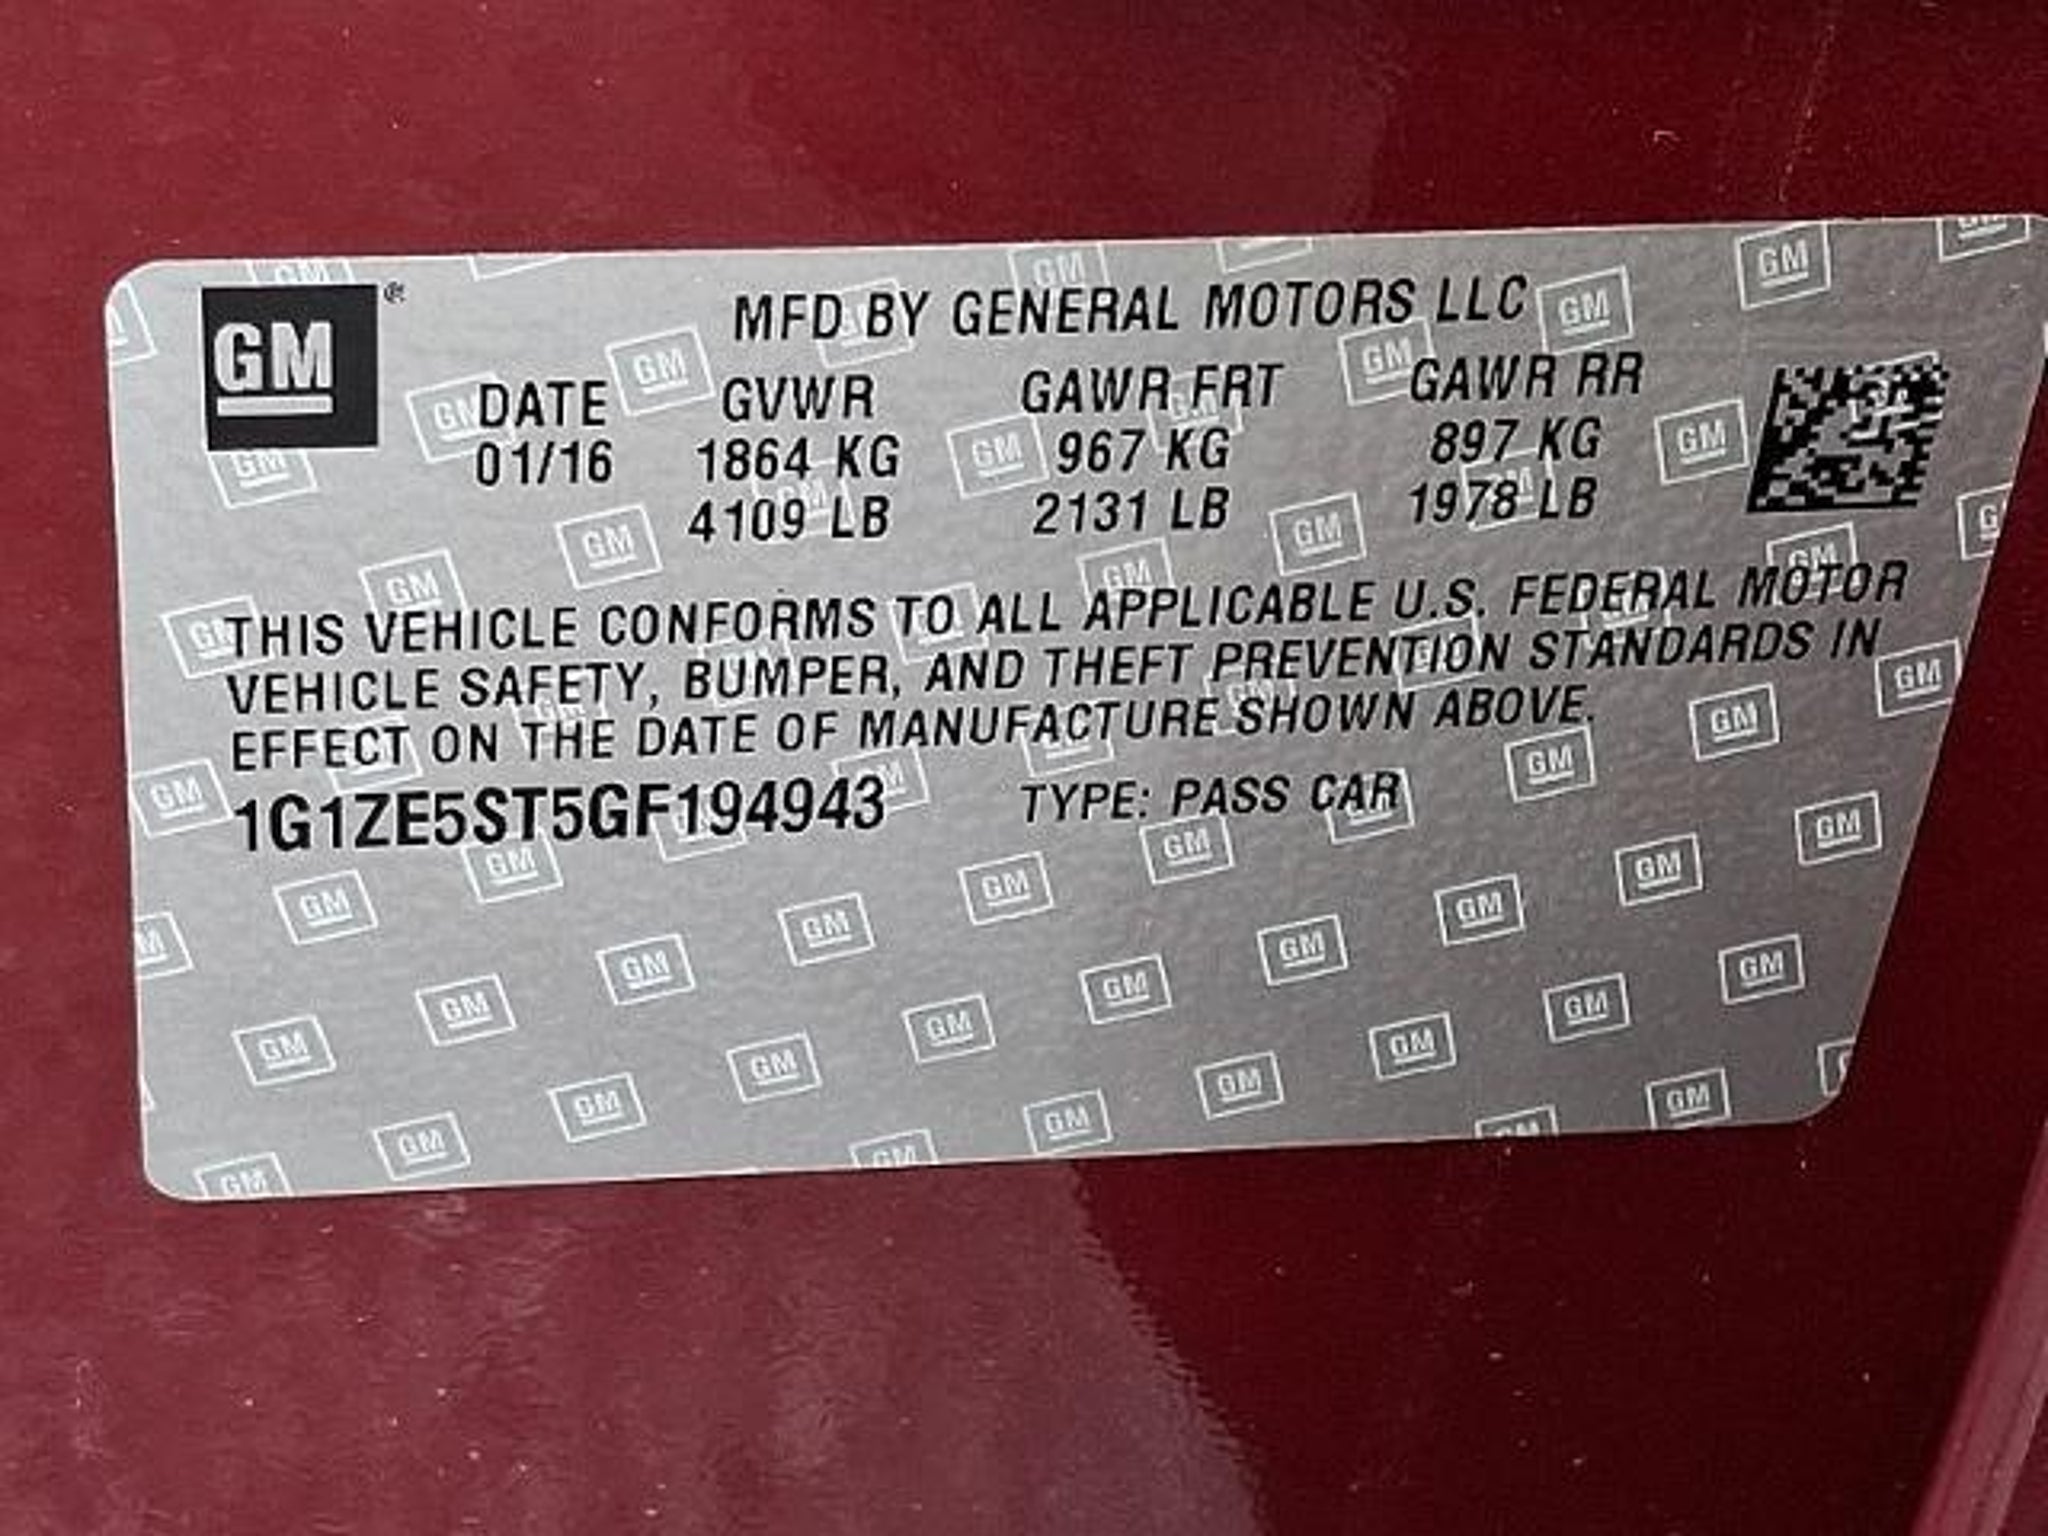 GM®
MFD BY GENERAL MOTORS LLC
DATE GVWR GAWR FRT GAWR RR
01/16 1864 KG 967 KG 897 KG
4109 LB 2131 LB 1978 LB
THIS VEHICLE CONFORMS TO ALL APPLICABLE U.S. FEDERAL MOTOR
VEHICLE SAFETY, BUMPER, AND THEFT PREVENTION STANDARDS IN
EFFECT ON THE DATE OF MANUFACTURE SHOWN ABOVE.
1G1ZE5ST5GF194943 TYPE: PASS CAR